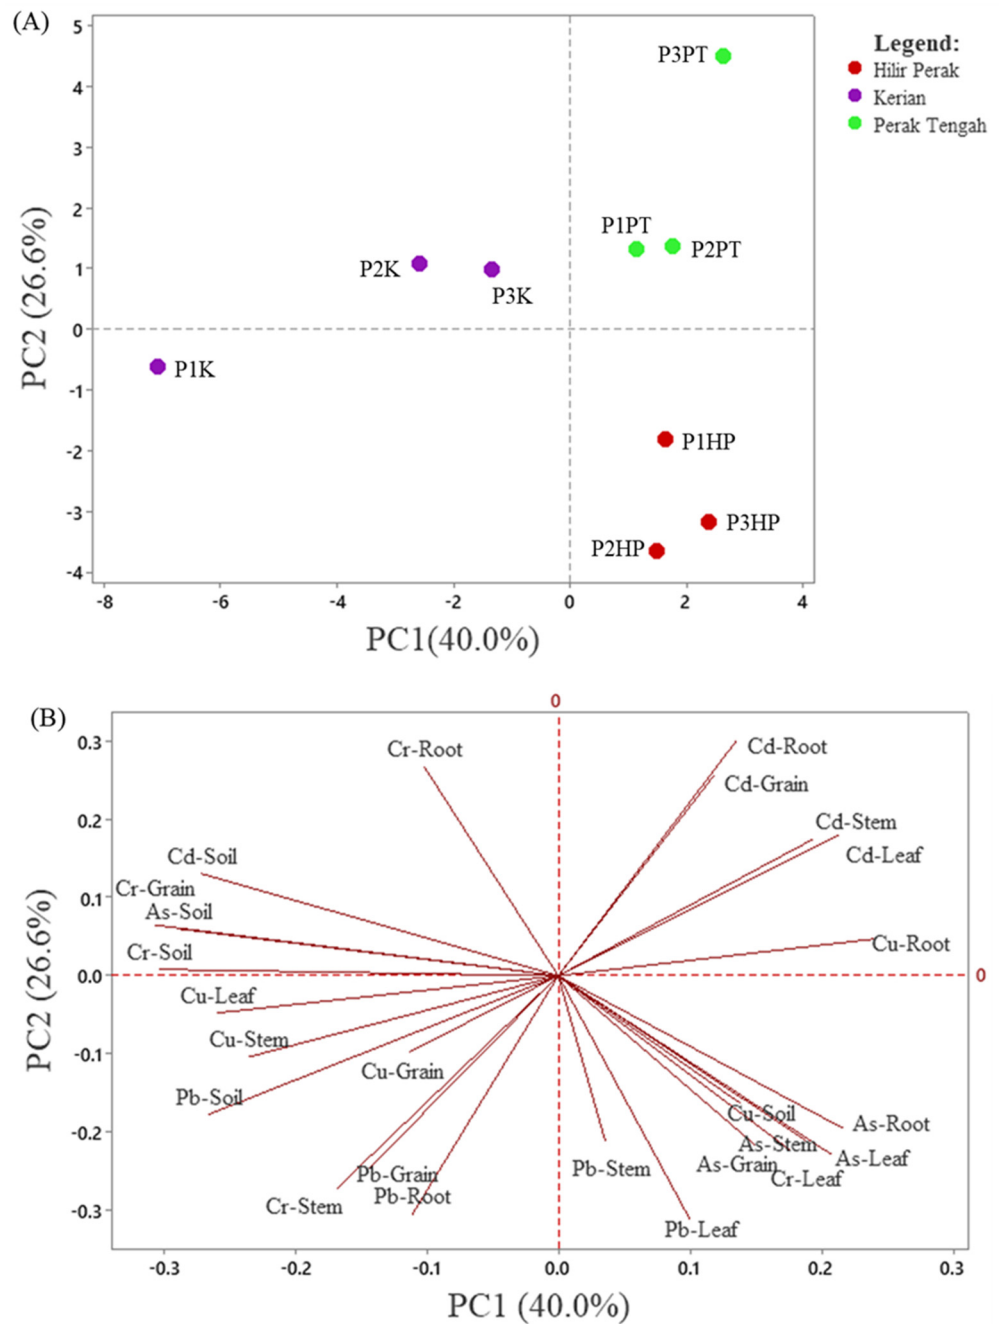 (A)
Legend:
Hilir Perak
Kerian
Perak Tengah
PC2 (26.6%)
5
4
3
2
1
0
-1
-2
-3
-4
P3PT
P1PT
P2PT
P2K
P3K
P1K
P1HP
P3HP
P2HP
-8
-6
-4
-2
0
2
4
PC1(40.0%)
(B)
0
PC2 (26.6%)
0.3
0.2
0.1
0.0
-0.1
-0.2
-0.3
Cr-Root
Cd-Root
Cd-Grain
Cd-Stem
Cd-Soil
Cd-Leaf
Cr-Grain
As-Soil
Cr-Soil
Cu-Root
0
Cu-Leaf
Cu-Stem
Cu-Grain
Pb-Soil
Cu-Soil
As-Root
As-Stem
As-Leaf
Pb-Grain
Pb-Stem
As-Grain
Cr-Leaf
Pb-Root
Cr-Stem
Pb-Leaf
-0.3
-0.2
-0.1
0.0
0.1
0.2
0.3
PC1 (40.0%)